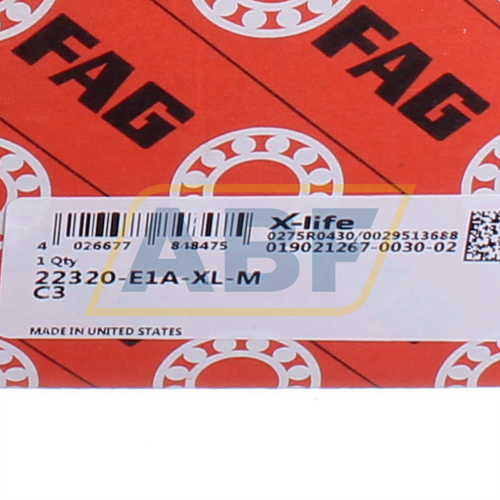 FAG
FAG
ABF
X-life
4 026677 848475
0275R0430/0029513688
019021267-0030-02
1 Qty
22320-E1A-XL-M
C3
MADE IN UNITED STATES